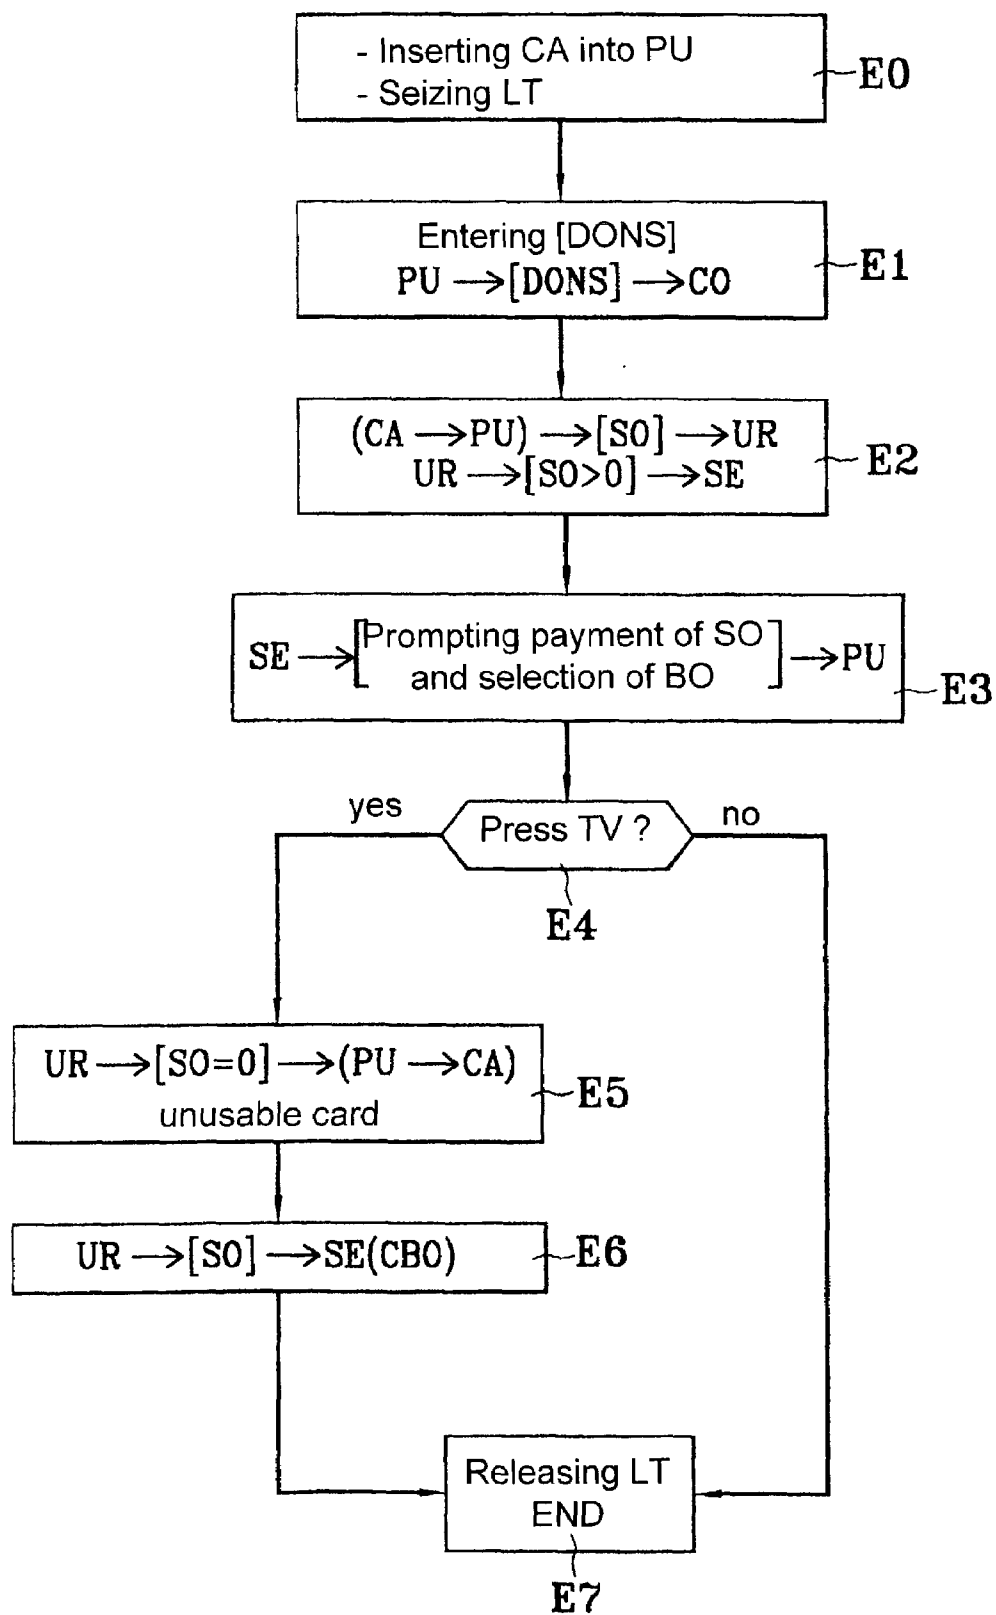 - Inserting CA into PU
- Seizing LT
E0
Entering [DONS]
PU → [DONS] → CO
E1
(CA → PU) → [SO] → UR
UR → [SO>0] → SE
E2
SE → [Prompting payment of SO
and selection of BO] → PU
E3
yes
Press TV ?
no
E4
UR → [SO=0] → (PU → CA)
unusable card
E5
UR → [SO] → SE(CBO)
E6
Releasing LT
END
E7